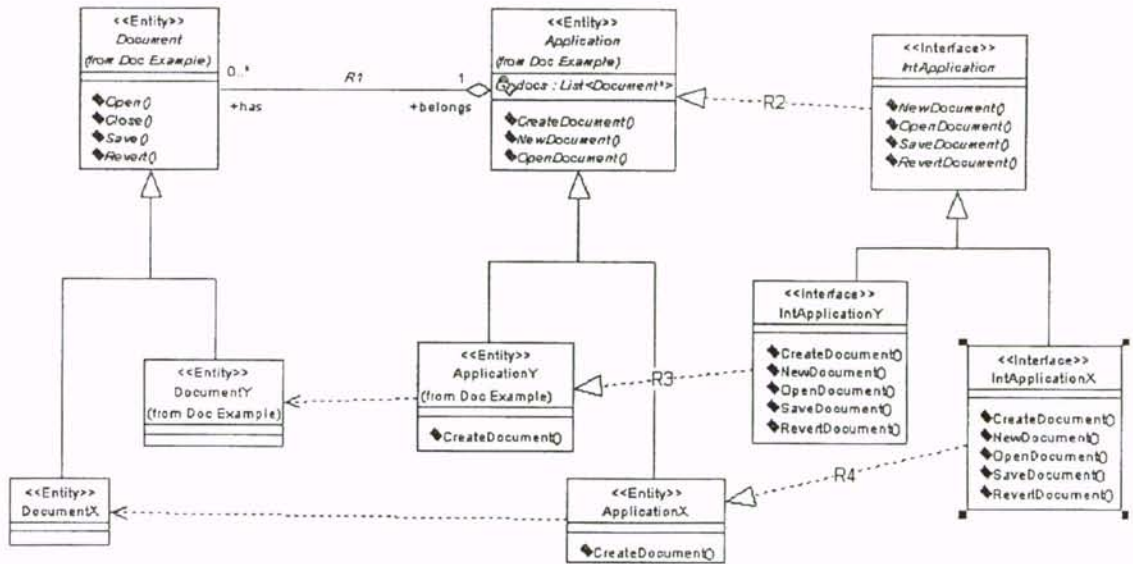 <<Entity>>
Document
(from Doc Example)
Open()
Close()
Save()
Revert()
0..*
R1
1
+has
+belongs
<<Entity>>
Application
(from Doc Example)
docs : List<Document*>
CreateDocument()
NewDocument()
OpenDocument()
R2
<<Interface>>
IntApplication
NewDocument()
OpenDocument()
SaveDocument()
RevertDocument()
<<Interface>>
IntApplicationY
CreateDocument()
NewDocument()
OpenDocument()
SaveDocument()
RevertDocument()
<<Interface>>
IntApplicationX
CreateDocument()
NewDocument()
OpenDocument()
SaveDocument()
RevertDocument()
<<Entity>>
DocumentY
(from Doc Example)
<<Entity>>
ApplicationY
(from Doc Example)
CreateDocument()
R3
R4
<<Entity>>
DocumentX
<<Entity>>
ApplicationX
CreateDocument()